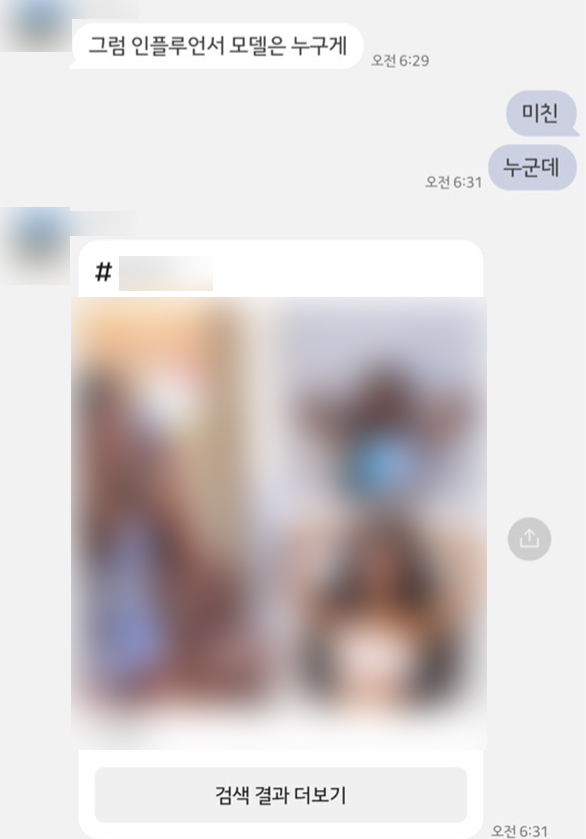 그럼 인플루언서 모델은 누구게
오전 6:29
미친
누군데
오전 6:31
#
검색 결과 더보기
오전 6:31